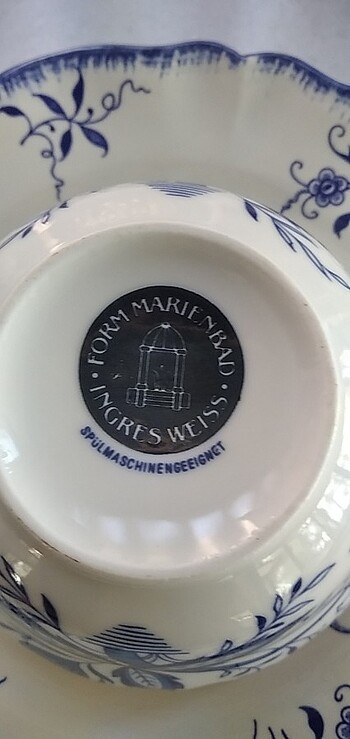 · FORM MARIENBAD ·
INGRES WEISS
SPÜLMASCHINENGEEIGNET